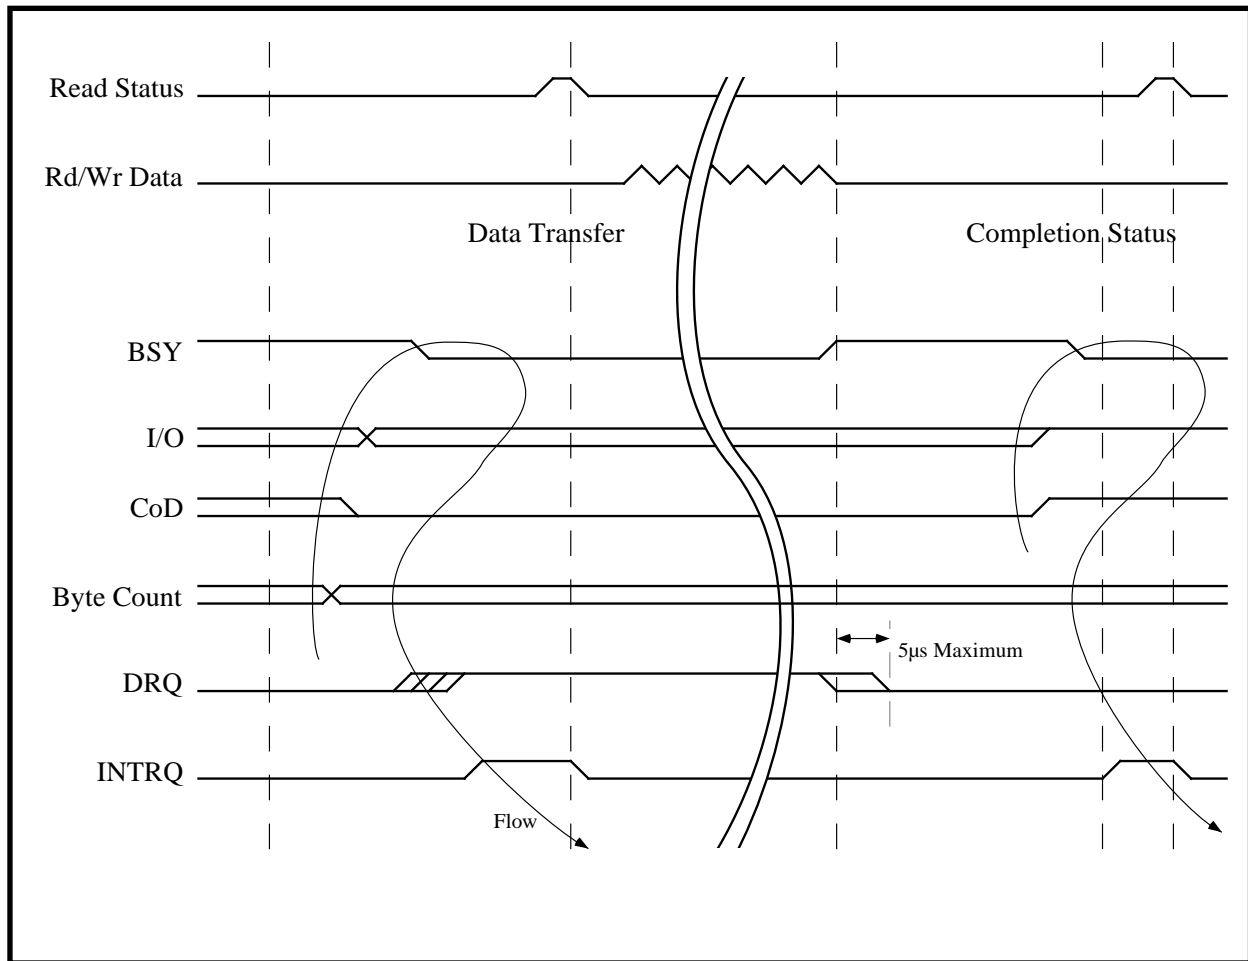 Read Status
Rd/Wr Data
Data Transfer
Completion Status
BSY
I/O
CoD
Byte Count
5µs Maximum
DRQ
INTRQ
Flow